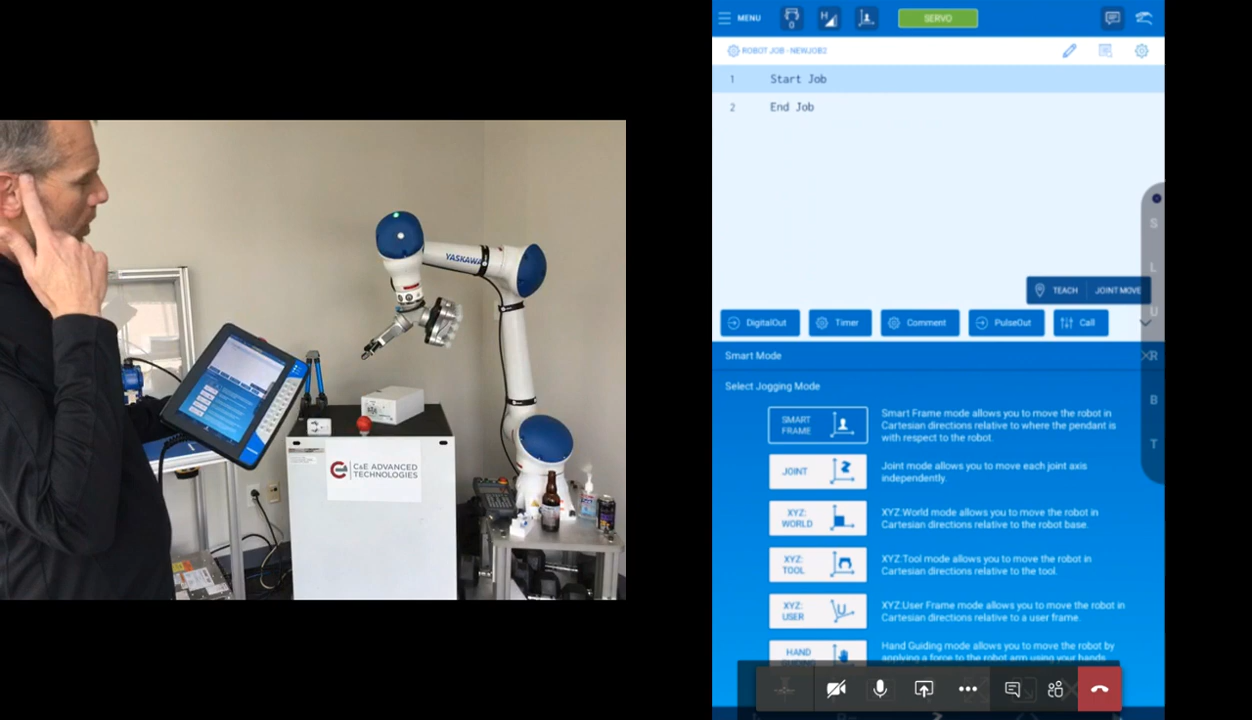 YASKAWA
C&E ADVANCED
TECHNOLOGIES
MENU
0
H
SERVO
ROBOT JOB - NEWJOB2
1 Start Job
2 End Job
S
L
U
R
B
T
TEACH JOINT MOVE
DigitalOut Timer Comment PulseOut Call
Smart Mode
Select Jogging Mode
SMART
FRAME
Smart Frame mode allows you to move the robot in
Cartesian directions relative to where the pendant is
with respect to the robot.
JOINT
Joint mode allows you to move each joint axis
independently.
XYZ:
WORLD
XYZ:World mode allows you to move the robot in
Cartesian directions relative to the robot base.
XYZ:
TOOL
XYZ:Tool mode allows you to move the robot in
Cartesian directions relative to the tool.
XYZ:
USER
XYZ:User Frame mode allows you to move the robot in
Cartesian directions relative to a user frame.
HAND
Hand Guiding mode allows you to move the robot by
applying a force to the robot arm using your hands